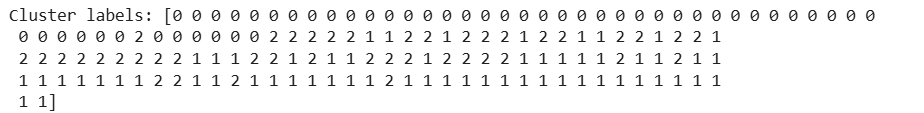 Cluster labels: [0 0 0 0 0 0 0 0 0 0 0 0 0 0 0 0 0 0 0 0 0 0 0 0 0 0 0 0 0 0 0 0 0 0 0 0 0
0 0 0 0 0 0 2 0 0 0 0 0 0 2 2 2 2 2 1 1 2 2 1 2 2 2 1 2 2 1 1 2 2 1 2 2 1
2 2 2 2 2 2 2 2 2 1 1 1 2 2 1 2 1 1 2 2 2 1 2 2 2 2 1 1 1 1 1 2 1 1 2 1 1
1 1 1 1 1 1 1 2 2 1 1 2 1 1 1 1 1 1 1 2 1 1 1 1 1 1 1 1 1 1 1 1 1 1 1 1 1
1 1]